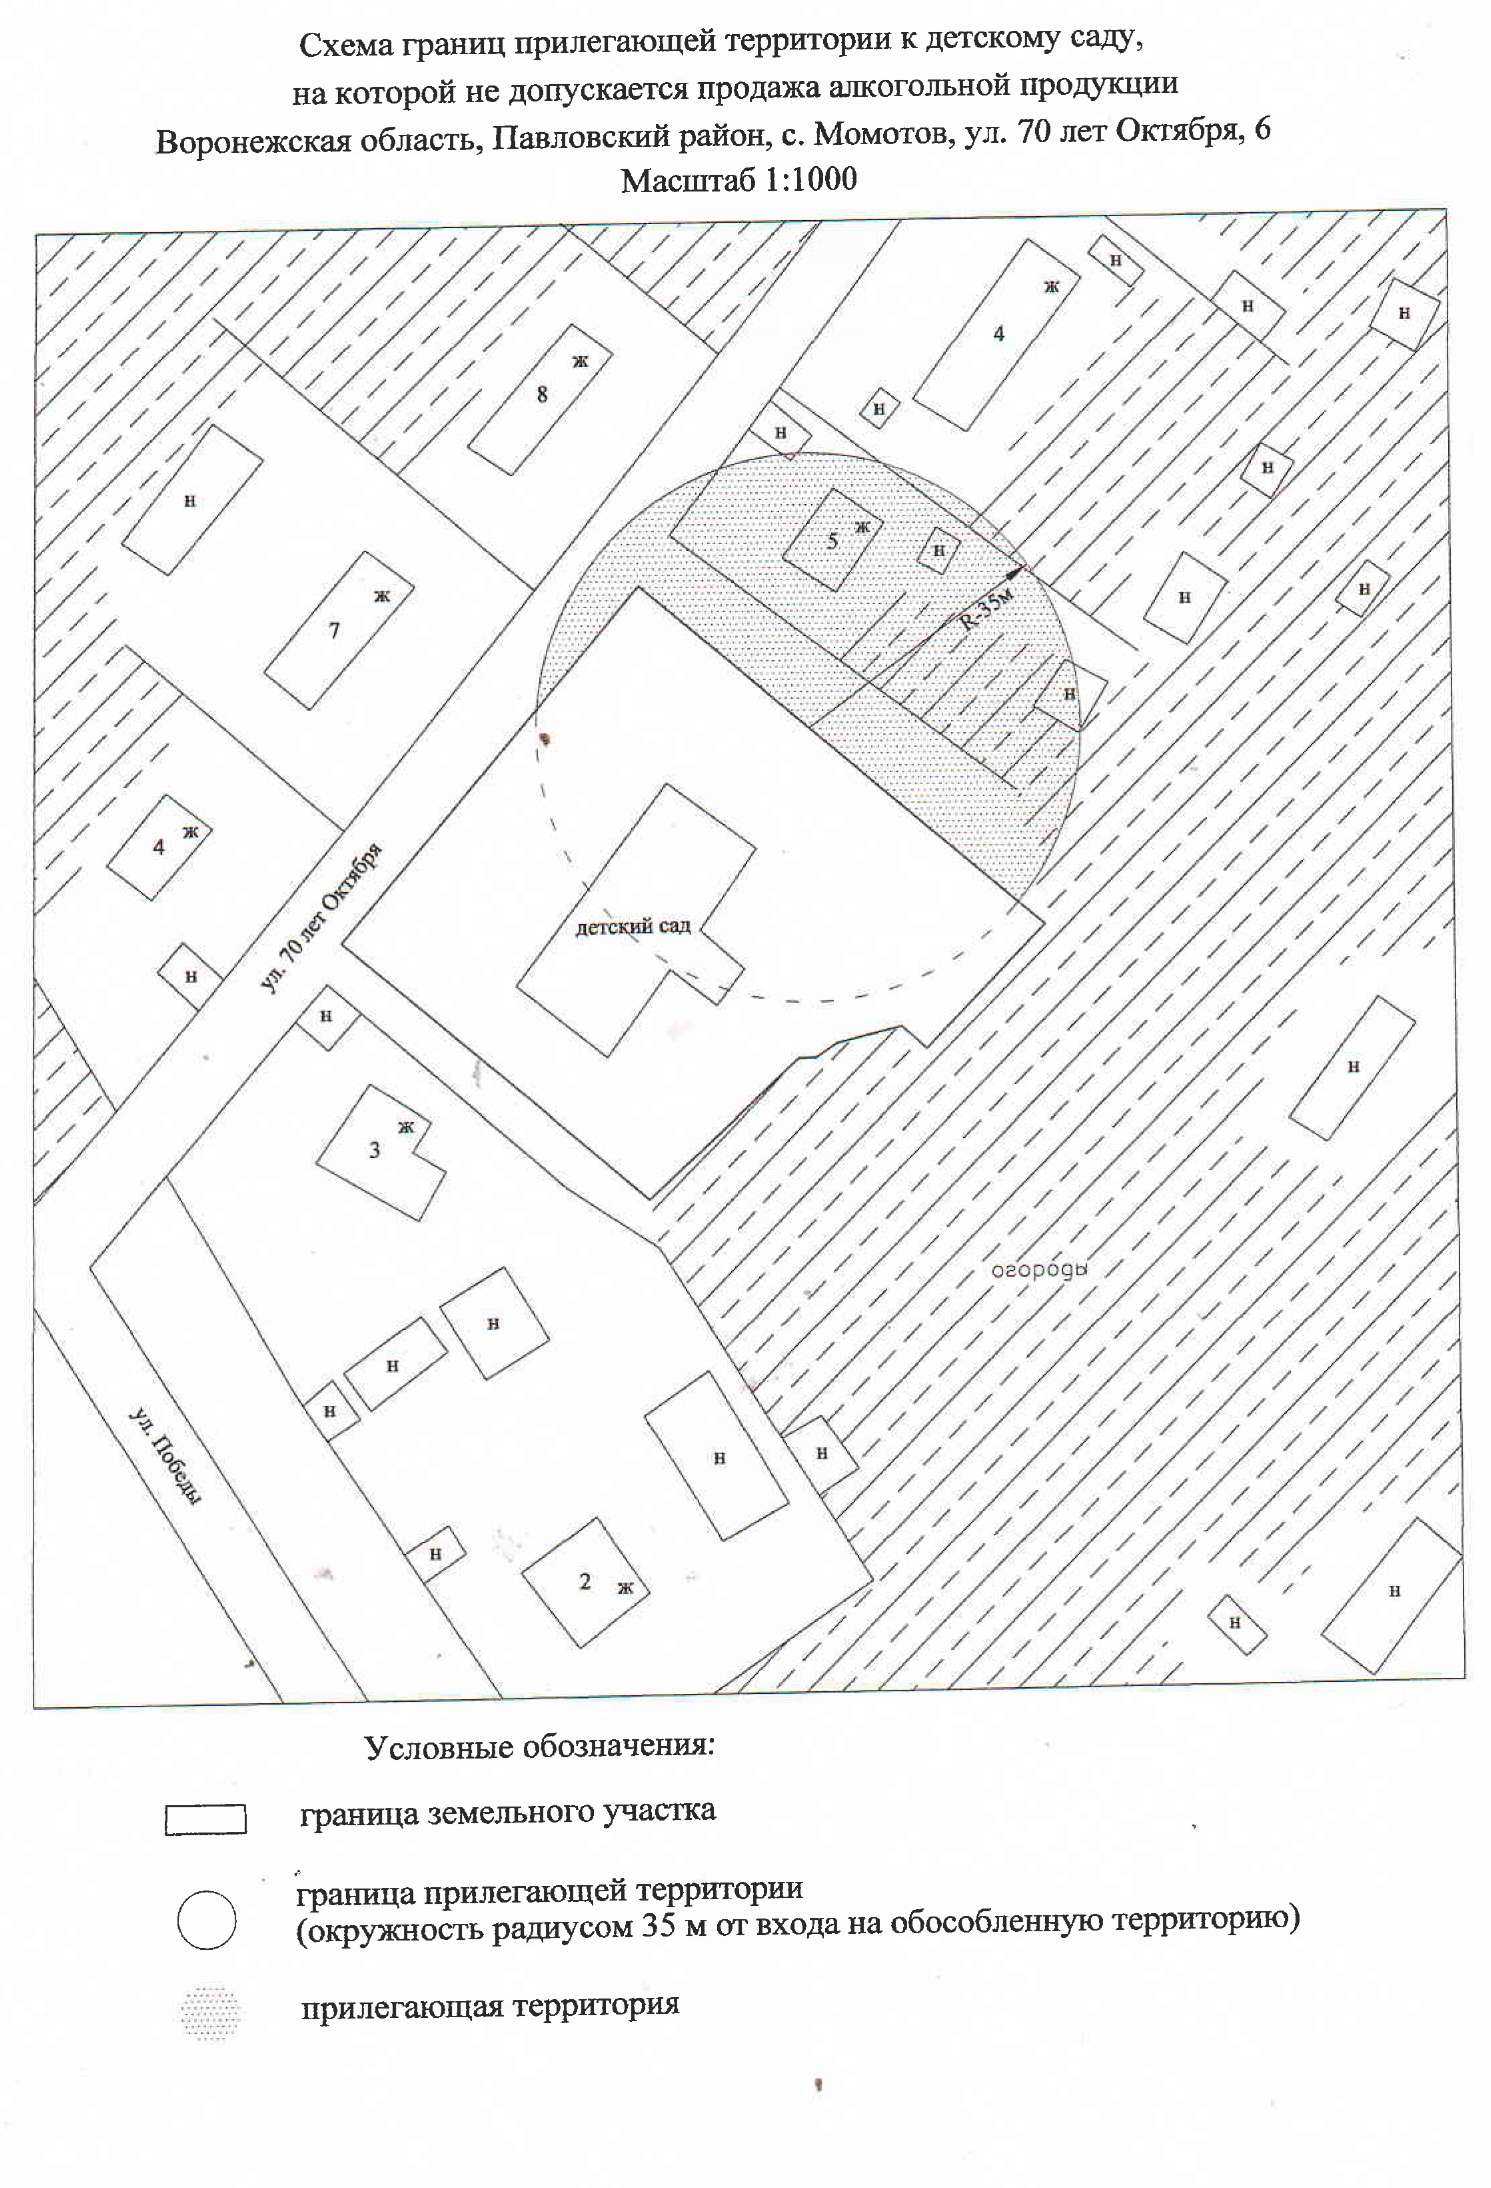 Схема границ прилегающей территории к детскому саду,
на которой не допускается продажа алкогольной продукции
Воронежская область, Павловский район, с. Момотов, ул. 70 лет Октября, 6
Масштаб 1:1000
н
ж
4
н
н
ж
8
н
н
н
н
5
ж
н
н
н
н
7
ж
R-35м
н
4
ж
ул. 70 лет Октября
детский сад
н
н
н
3
ж
огороды
н
н
н
ул. Победы
н
н
н
2
ж
н
н
Условные обозначения:
граница земельного участка
граница прилегающей территории
(окружность радиусом 35 м от входа на обособленную территорию)
прилегающая территория